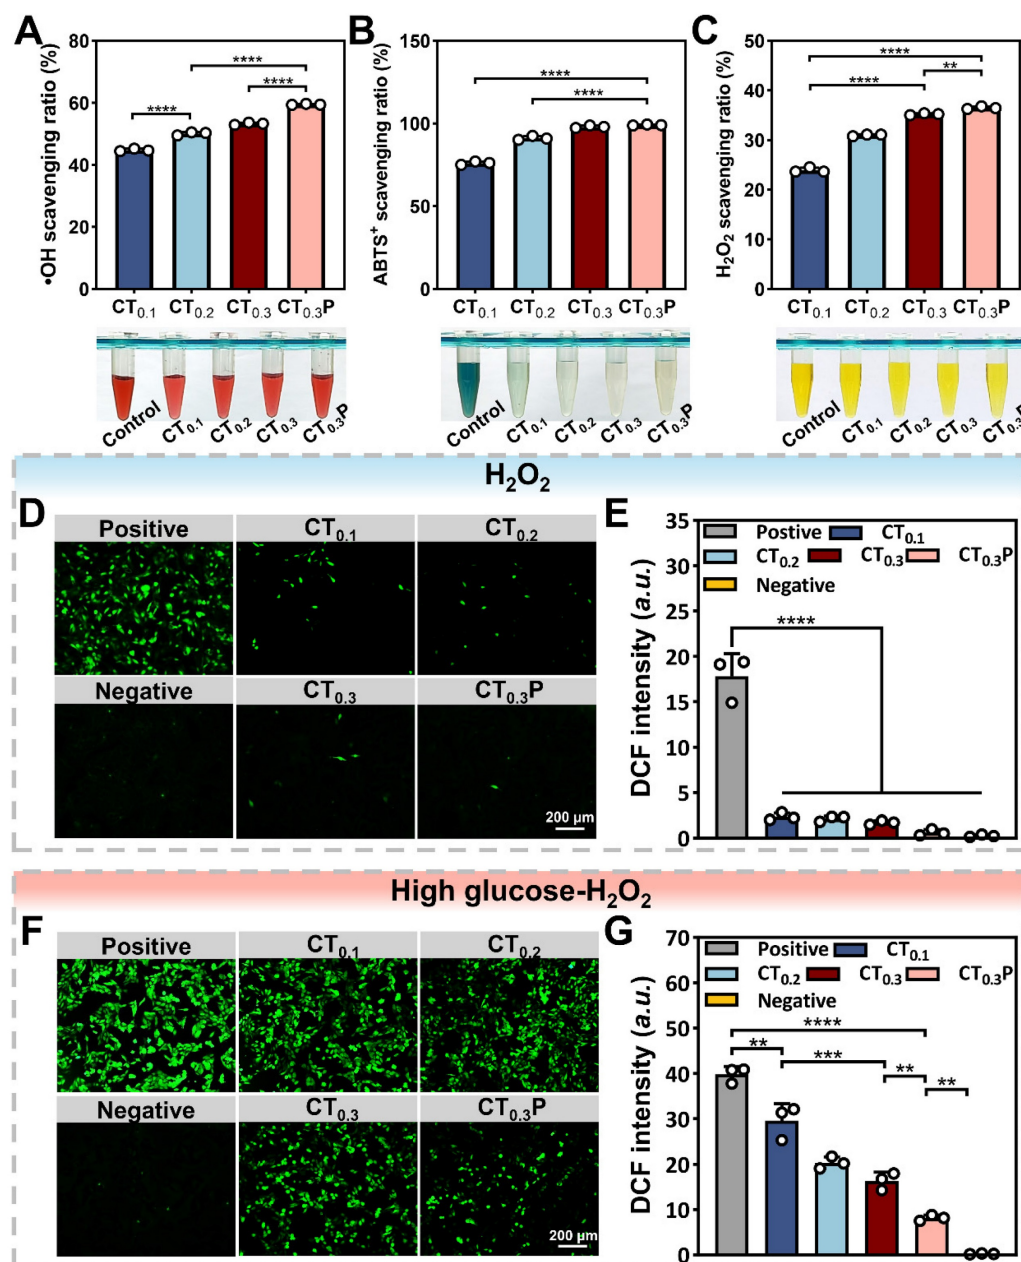 A
B
C
•OH scavenging ratio (%)
80
60
40
20
0
****
****
****
CT0.1 CT0.2 CT0.3 CT0.3P
Control CT0.1 CT0.2 CT0.3 CT0.3P
ABTS+ scavenging ratio (%)
150
100
50
0
****
****
CT0.1 CT0.2 CT0.3 CT0.3P
Control CT0.1 CT0.2 CT0.3 CT0.3P
H2O2 scavenging ratio (%)
50
40
30
20
10
0
****
**
****
CT0.1 CT0.2 CT0.3 CT0.3P
Control CT0.1 CT0.2 CT0.3 CT0.3P
H2O2
D
Positive CT0.1 CT0.2
Negative CT0.3 CT0.3P
200 μm
E
DCF intensity (a.u.)
35
30
25
20
15
10
5
0
Postive CT0.1
CT0.2 CT0.3 CT0.3P
Negative
****
High glucose-H2O2
F
Positive CT0.1 CT0.2
Negative CT0.3 CT0.3P
200 μm
G
DCF intensity (a.u.)
70
60
50
40
30
20
10
0
Positive CT0.1
CT0.2 CT0.3 CT0.3P
Negative
****
**
***
**
**